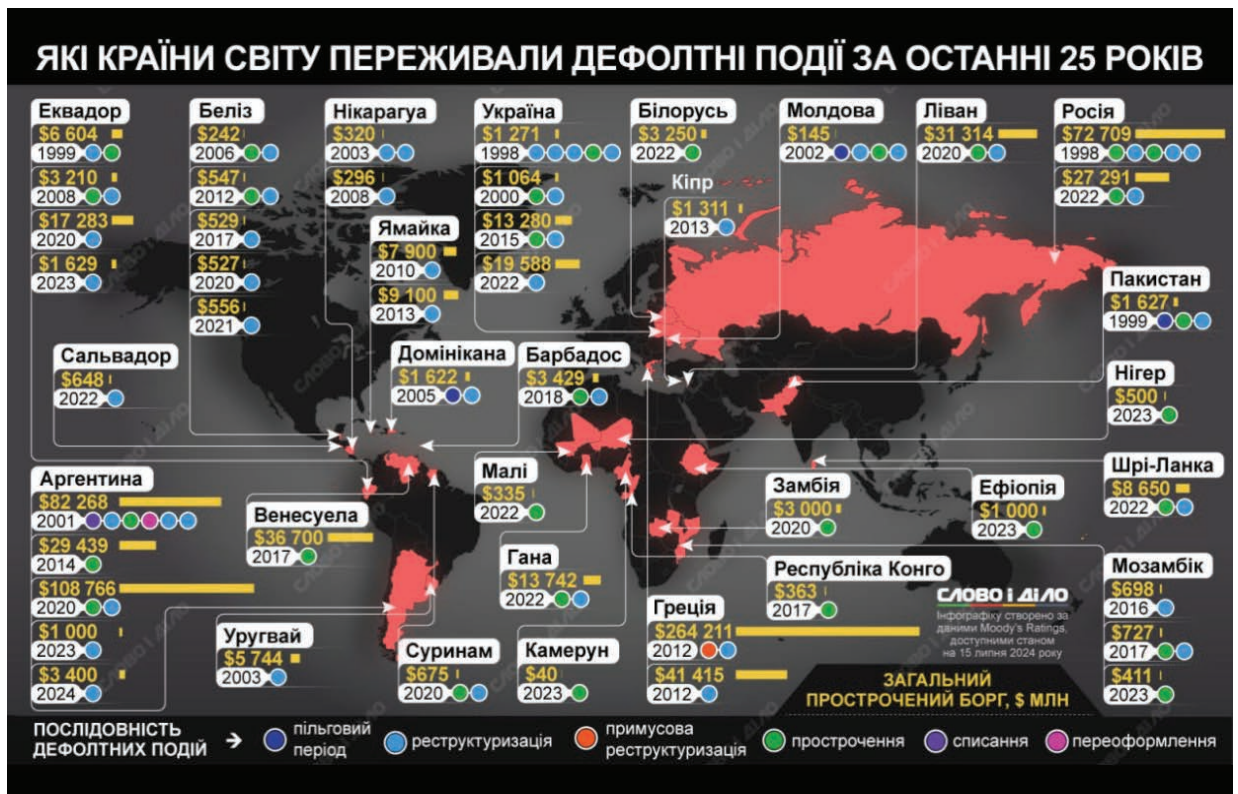 ЯКІ КРАЇНИ СВІТУ ПЕРЕЖИВАЛИ ДЕФОЛТНІ ПОДІЇ ЗА ОСТАННІ 25 РОКІВ
Еквадор
$6 604
1999
$3 210
2008
$17 283
2020
$1 629
2023
Беліз
$242
2006
$547
2012
$529
2017
$527
2020
$556
2021
Нікарагуа
$320
2003
$296
2008
Ямайка
$7 900
2010
$9 100
2013
Україна
$1 271
1998
$1 064
2000
$13 280
2015
$19 588
2022
Білорусь
$3 250
2022
Кіпр
$1 311
2013
Молдова
$145
2002
Ліван
$31 314
2020
Росія
$72 709
1998
$27 291
2022
Пакистан
$1 627
1999
Сальвадор
$648
2022
Домінікана
$1 622
2005
Барбадос
$3 429
2018
Нігер
$500
2023
Аргентина
$82 268
2001
$29 439
2014
$108 766
2020
$1 000
2023
$3 400
2024
Венесуела
$36 700
2017
Малі
$335
2022
Гана
$13 742
2022
Замбія
$3 000
2020
Ефіопія
$1 000
2023
Шрі-Ланка
$8 650
2022
Уругвай
$5 744
2003
Суринам
$675
2020
Камерун
$40
2023
Греція
$264 211
2012
$41 415
2012
Республіка Конго
$363
2017
Мозамбік
$698
2016
$727
2017
$411
2023
СЛОВО і ДІЛО
Інфографіку створено за
даними Moody's Ratings,
доступними станом
на 15 липня 2024 року
ЗАГАЛЬНИЙ
ПРОСТРОЧЕНИЙ БОРГ, $ МЛН
ПОСЛІДОВНІСТЬ
ДЕФОЛТНИХ ПОДІЙ
пільговий
період
реструктуризація
примусова
реструктуризація
прострочення
списання
переоформлення